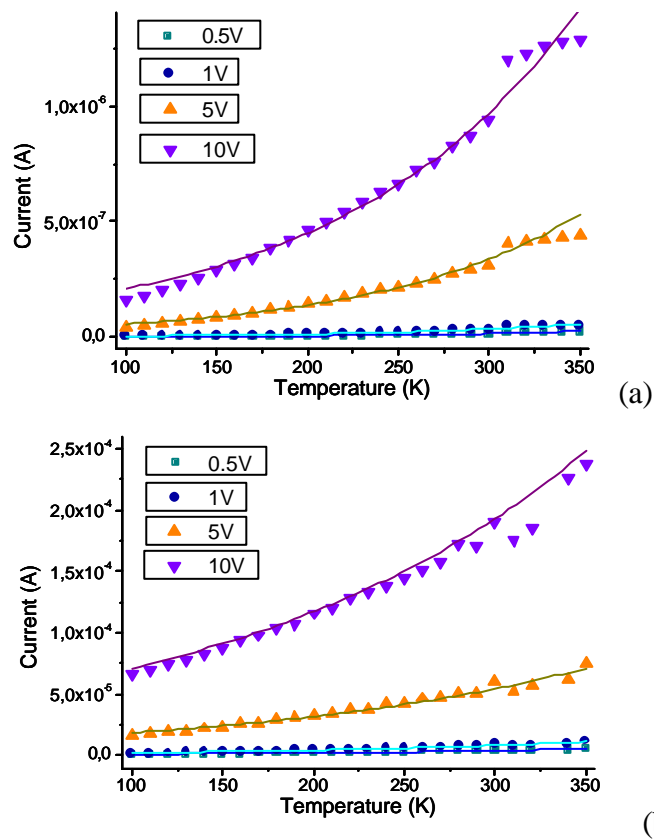 0.5V
1V
5V
10V
1,0x10⁻⁶
5,0x10⁻⁷
0,0
Current (A)
100 150 200 250 300 350
Temperature (K)
(a)
0.5V
1V
5V
10V
2,5x10⁻⁴
2,0x10⁻⁴
1,5x10⁻⁴
1,0x10⁻⁴
5,0x10⁻⁵
0,0
Current (A)
100 150 200 250 300 350
Temperature (K)
(